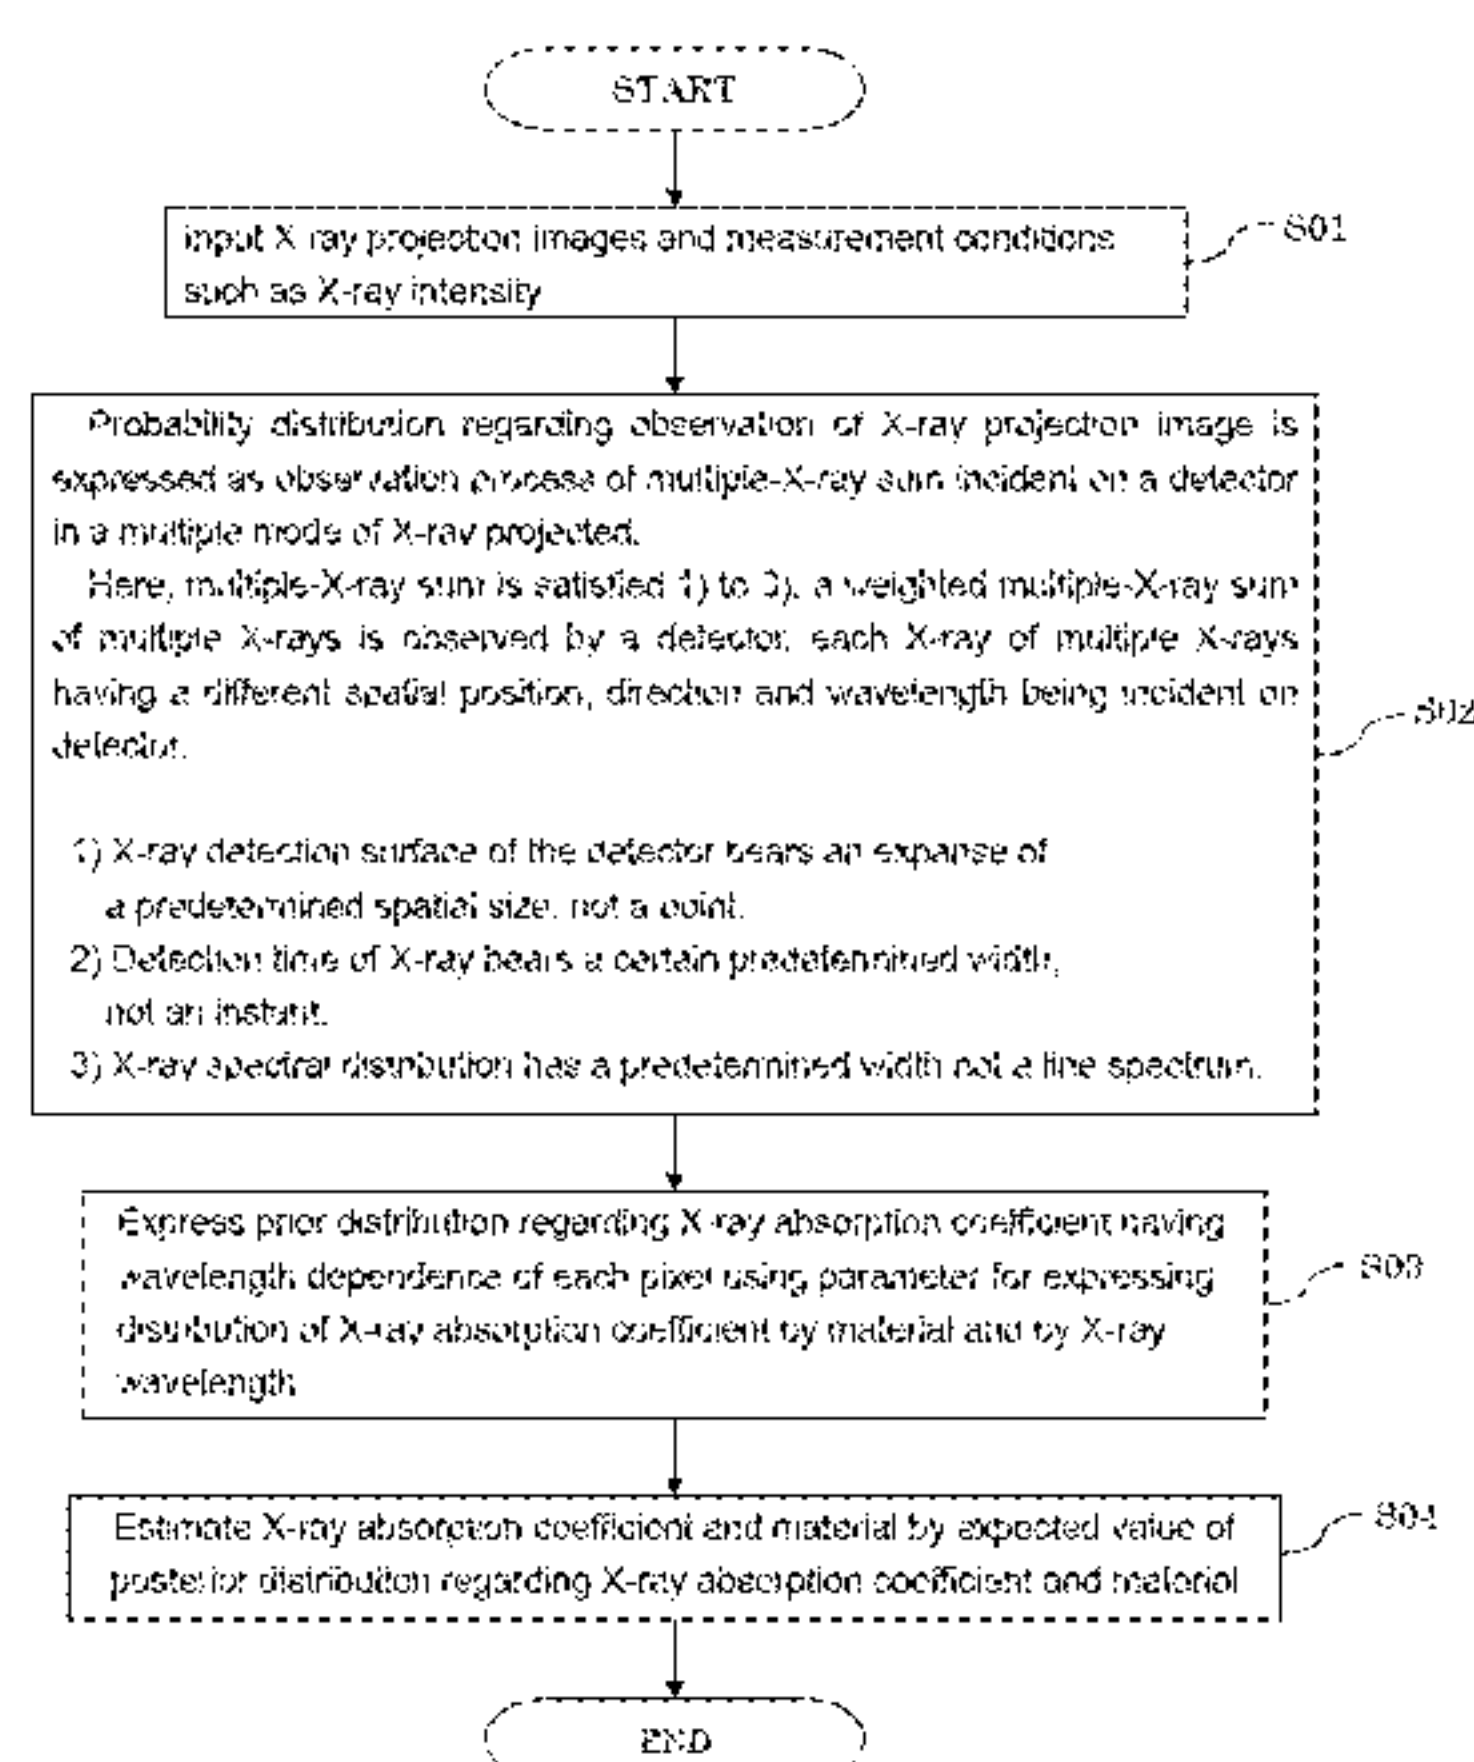 START
input X ray projection images and measurement conditions
S01
such as X-ray intensity
Probability distribution regarding observation of X-ray projection image is
expressed as observation process of multiple-X-ray sum incident on a detector
in a multiple mode of X-ray projected.
Here, multiple-X-ray sum is satisfied 1) to 3), a weighted multiple-X-ray sum
of multiple X-rays is observed by a detector, each X-ray of multiple X-rays
having a different spatial position, direction and wavelength being incident on
S02
detector.
1) X-ray detection surface of the detector bears an expanse of
a predetermined spatial size, not a point.
2) Detection time of X-ray bears a certain predetermined width,
not an instant.
3) X-ray spectral distribution has a predetermined width not a line spectrum.
Express prior distribution regarding X-ray absorption coefficient having
wavelength dependence of each pixel using parameter for expressing
S03
distribution of X-ray absorption coefficient by material and by X-ray
wavelength
Estimate X-ray absorption coefficient and material by expected value of
S04
posterior distribution regarding X-ray absorption coefficient and material
END